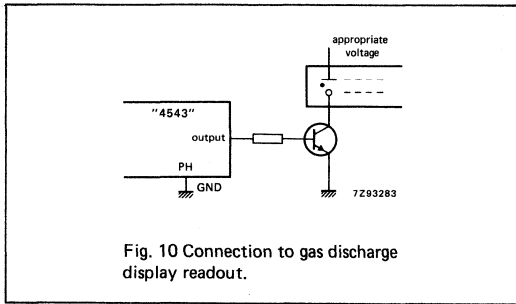 appropriate
voltage
"4543"
output
PH
GND
7Z93283
Fig. 10 Connection to gas discharge
display readout.